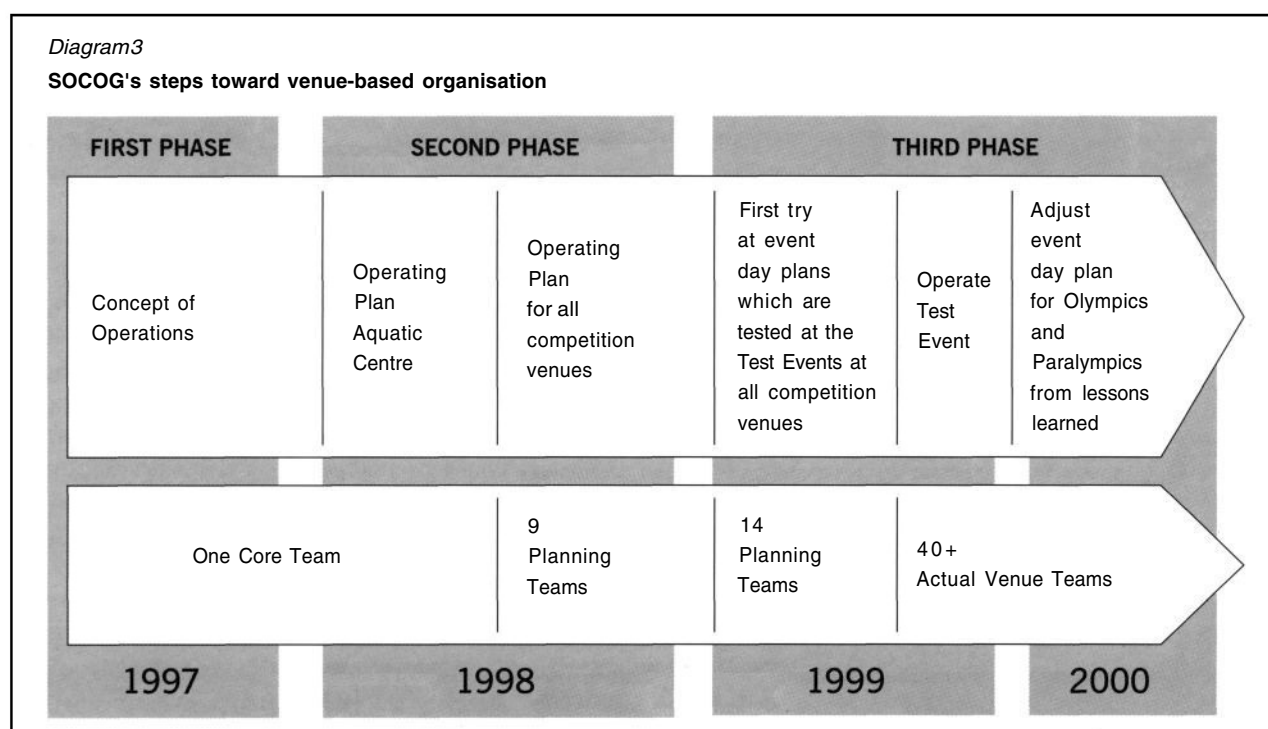 Diagram3
SOCOG's steps toward venue-based organisation
FIRST PHASE
SECOND PHASE
THIRD PHASE
Concept of
Operations
Operating
Plan
Aquatic
Centre
Operating
Plan
for all
competition
venues
First try
at event
day plans
which are
tested at the
Test Events at
all competition
venues
Operate
Test
Event
Adjust
event
day plan
for Olympics
and
Paralympics
from lessons
learned
One Core Team
9
Planning
Teams
14
Planning
Teams
40+
Actual Venue Teams
1997
1998
1999
2000